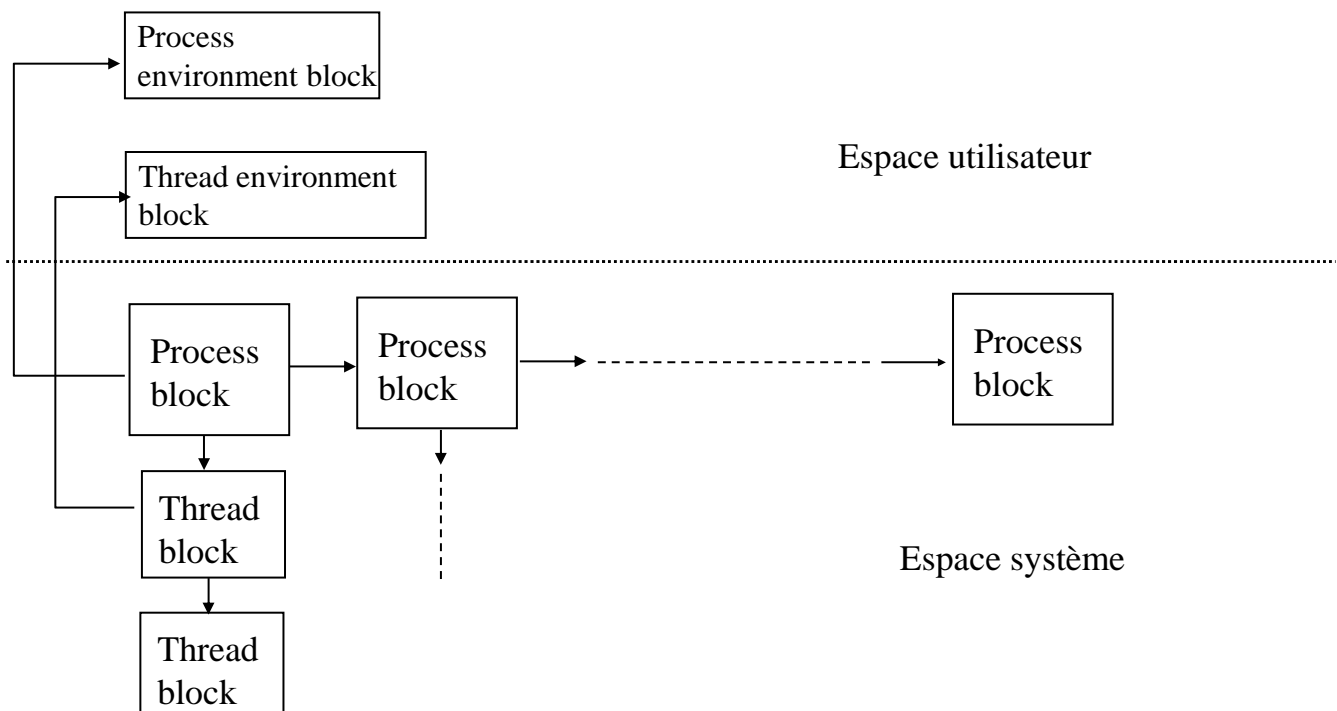 Process
environment block
Thread environment
block
Espace utilisateur
Process
block
Process
block
Process
block
Thread
block
Espace système
Thread
block